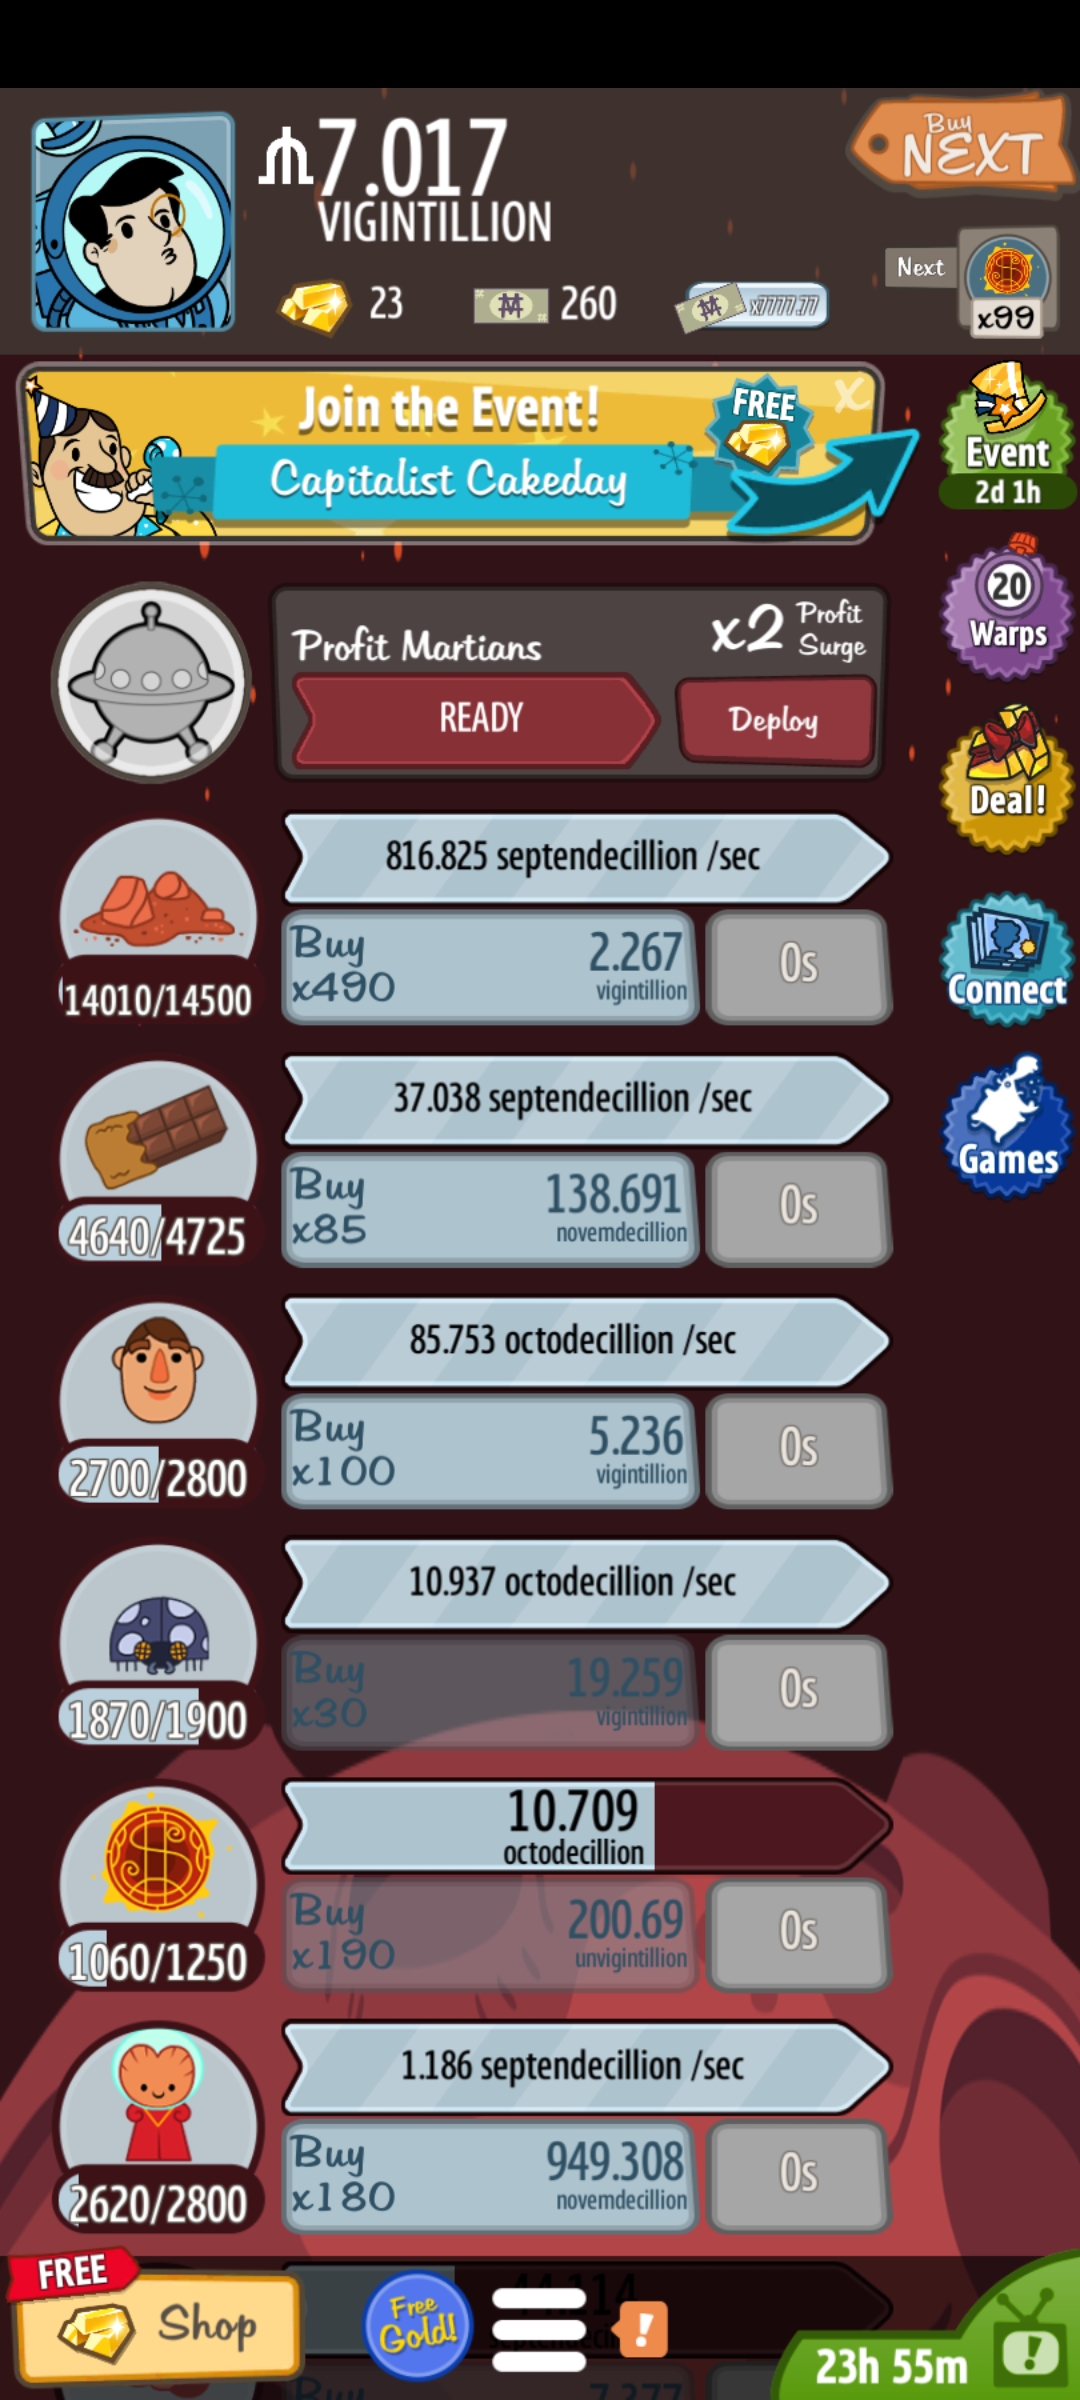 7.017
VIGINTILLION
Buy
NEXT
23
260
x7777.77
Next
x99
Join the Event!
Capitalist Cakeday
FREE
X
Event
2d 1h
20
Warps
Deal!
Connect
Games
Profit Martians
x2 Profit Surge
READY
Deploy
816.825 septendecillion /sec
Buy
x490
2.267
vigintillion
0s
14010/14500
37.038 septendecillion /sec
Buy
x85
138.691
novemdecillion
0s
4640/4725
85.753 octodecillion /sec
Buy
x100
5.236
vigintillion
0s
2700/2800
10.937 octodecillion /sec
Buy
x30
19.259
vigintillion
0s
1870/1900
10.709
octodecillion
Buy
x190
200.69
unvigintillion
0s
1060/1250
1.186 septendecillion /sec
Buy
x180
949.308
novemdecillion
0s
2620/2800
FREE
Shop
Free
Gold!
!
23h 55m
!
Buy
7.377